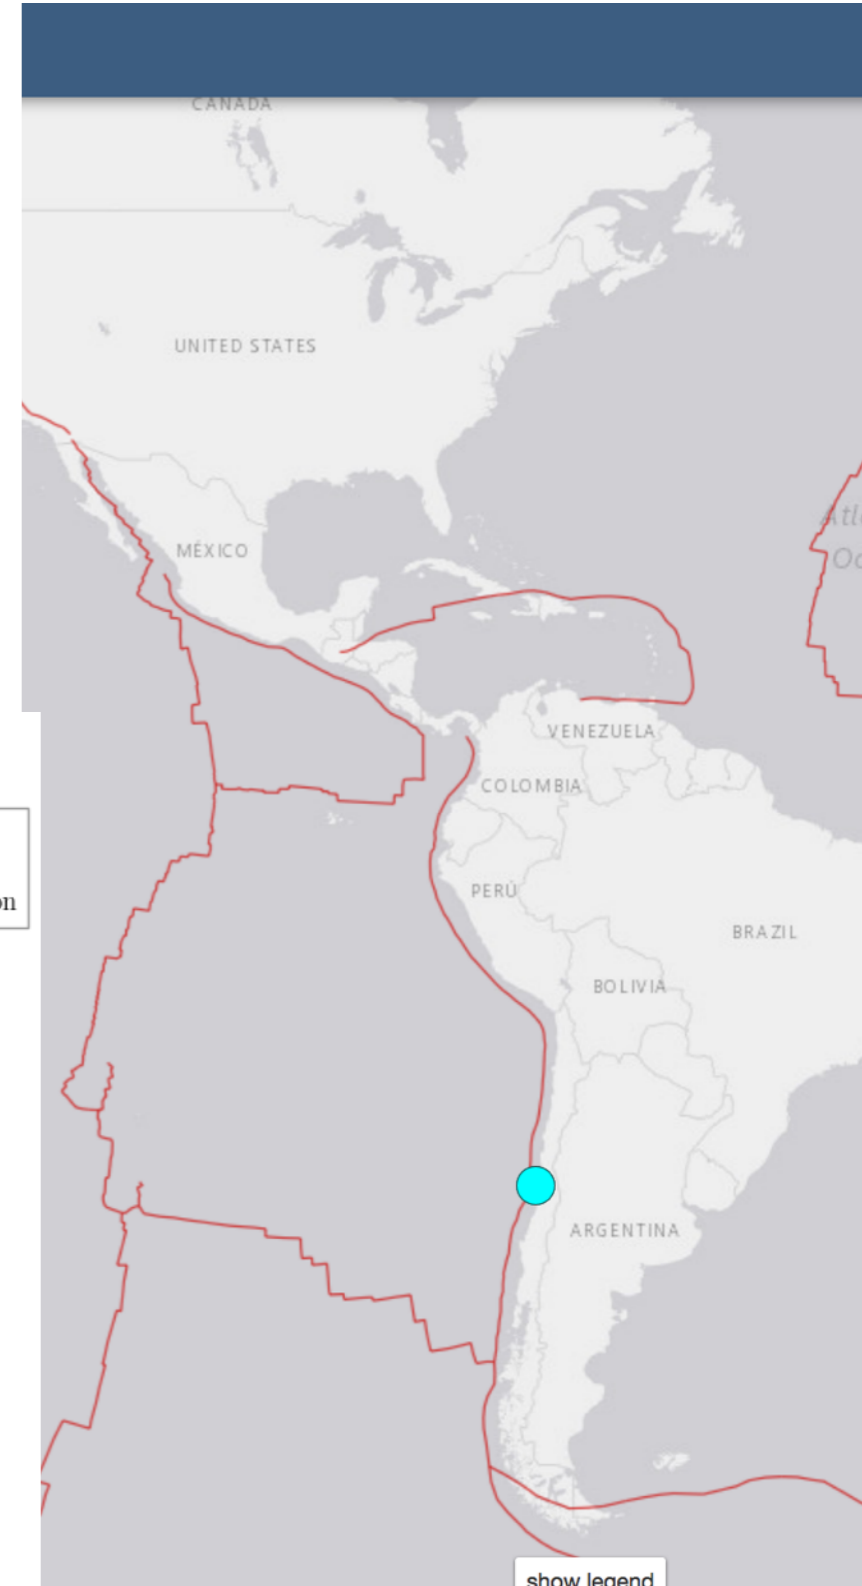 CANADA
UNITED STATES
MÉXICO
VENEZUELA
COLOMBIA
PERÚ
BRAZIL
BOLIVIA
ARGENTINA
show legend